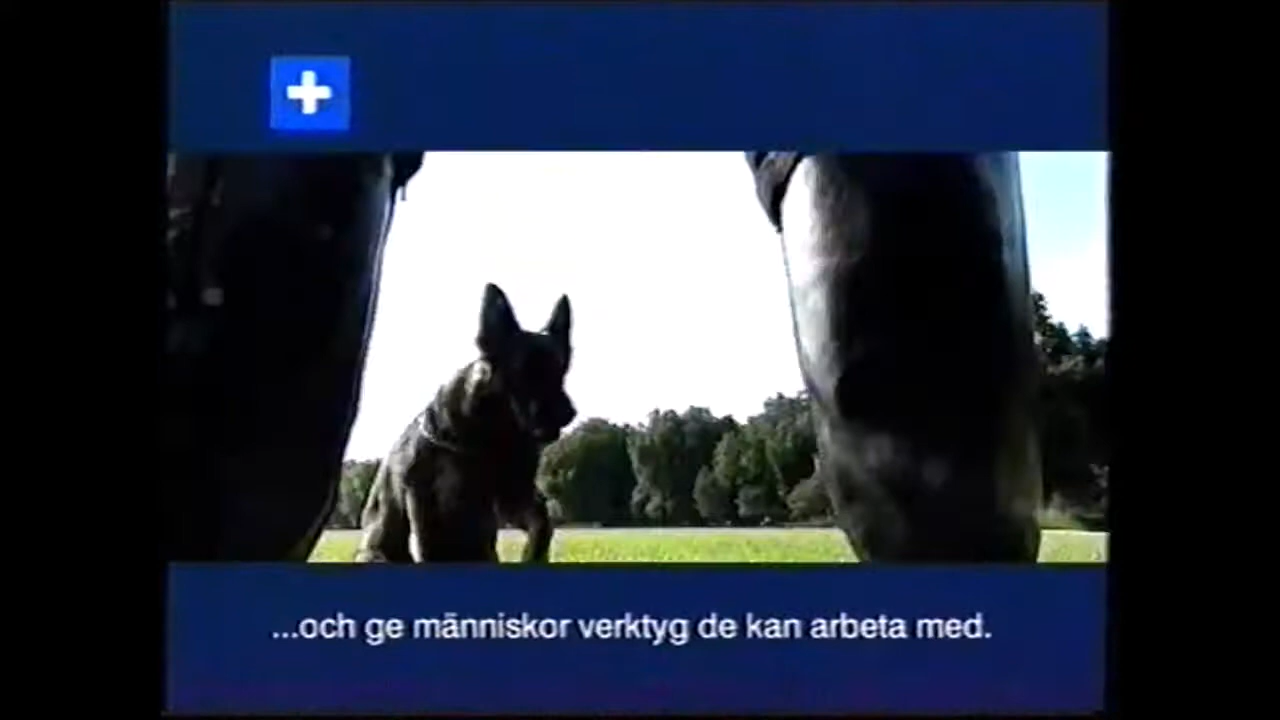 ...och ge människor verktyg de kan arbeta med.